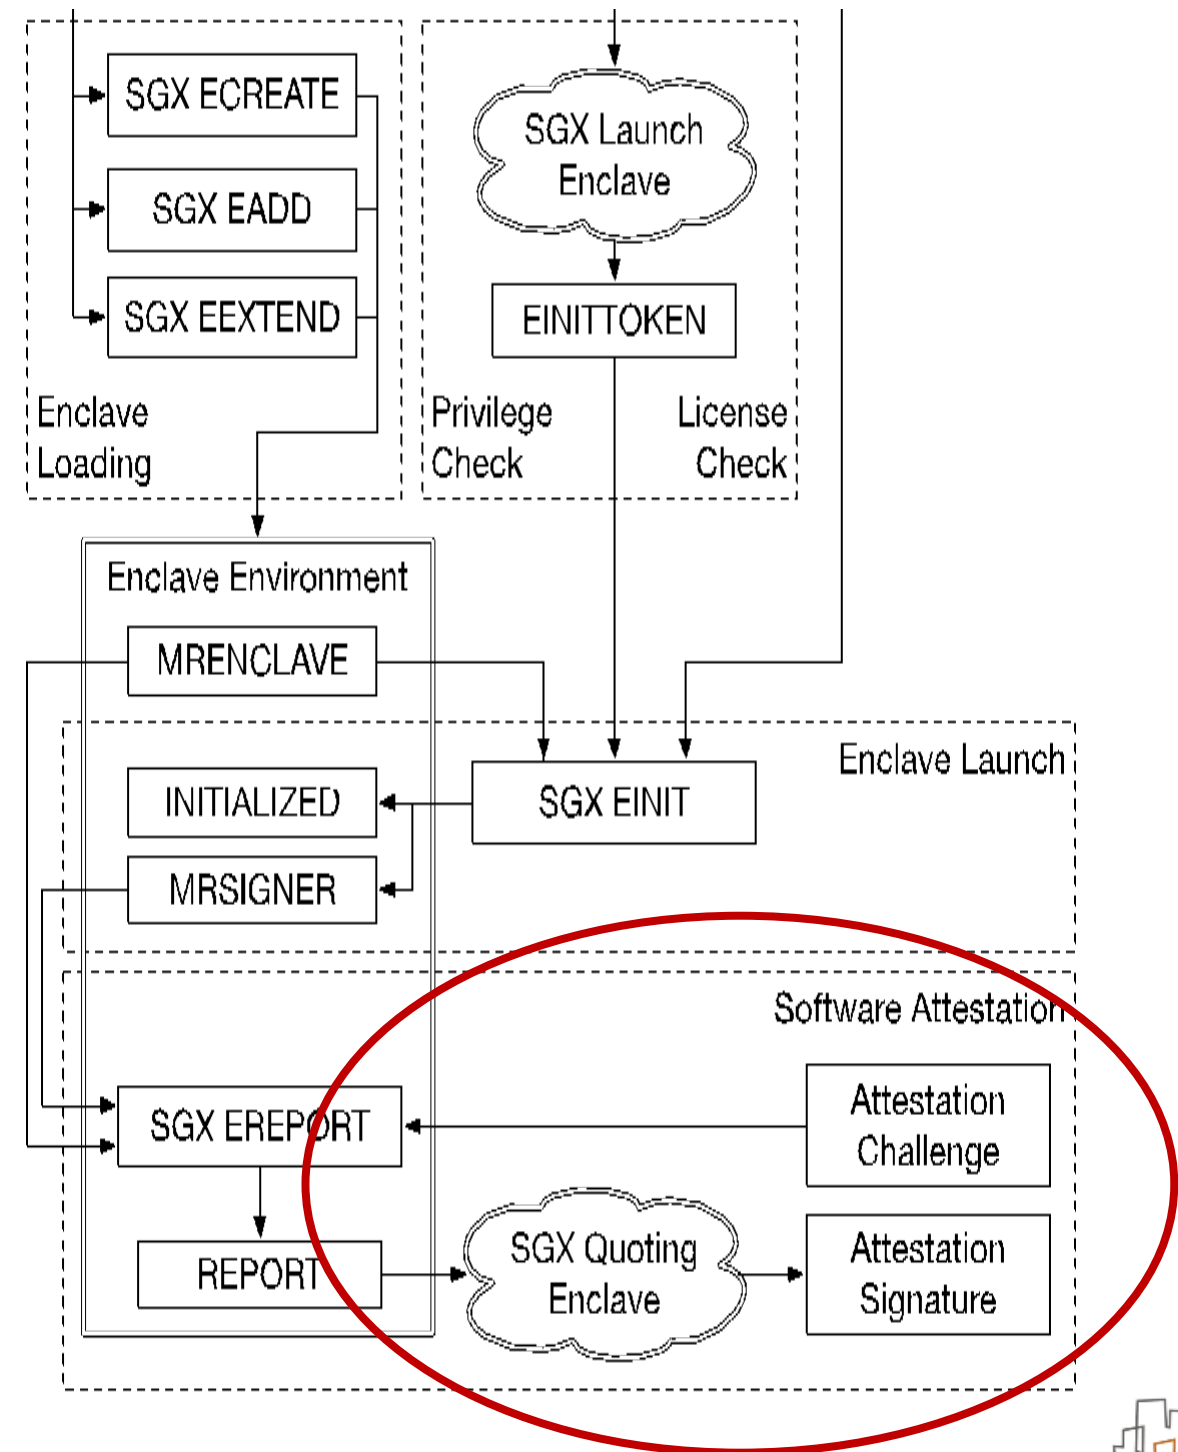 SGX ECREATE
SGX EADD
SGX EEXTEND
Enclave
Loading
SGX Launch
Enclave
EINITTOKEN
Privilege
Check
License
Check
Enclave Environment
MRENCLAVE
Enclave Launch
INITIALIZED
SGX EINIT
MRSIGNER
Software Attestation
SGX EREPORT
Attestation
Challenge
REPORT
SGX Quoting
Enclave
Attestation
Signature